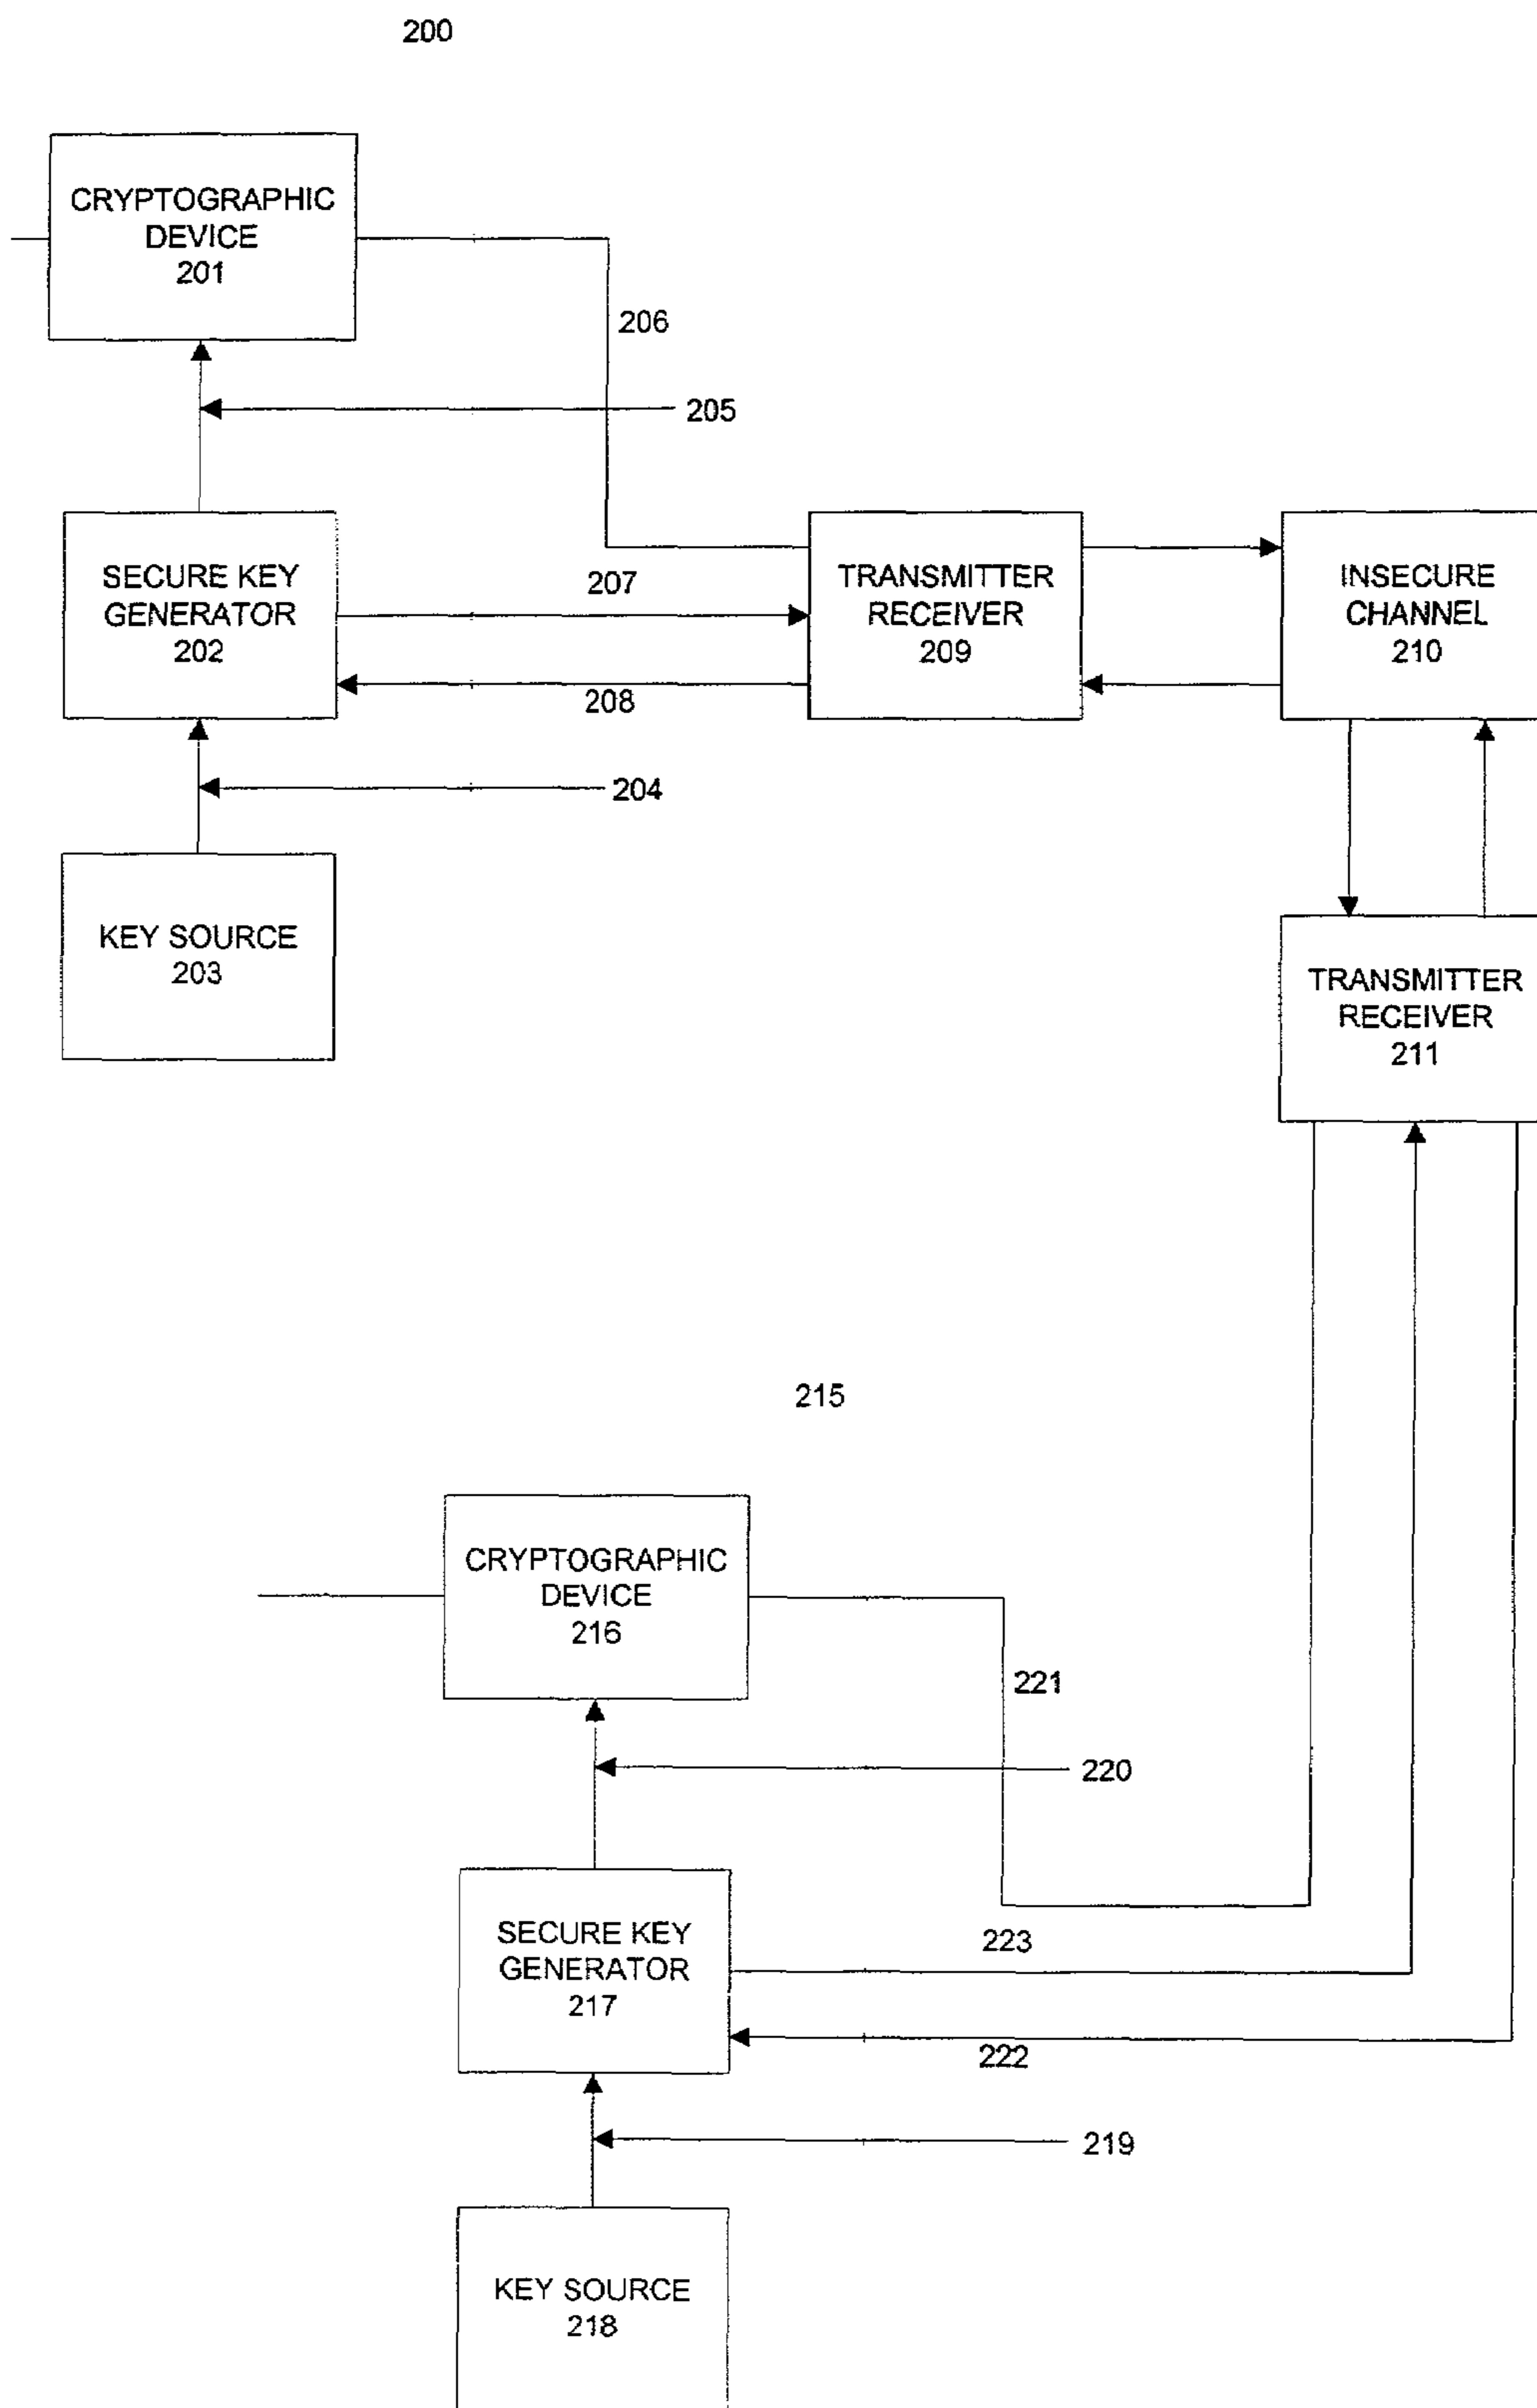 200
CRYPTOGRAPHIC
DEVICE
201
206
205
SECURE KEY
GENERATOR
202
207
208
TRANSMITTER
RECEIVER
209
INSECURE
CHANNEL
210
204
KEY SOURCE
203
TRANSMITTER
RECEIVER
211
215
CRYPTOGRAPHIC
DEVICE
216
221
220
SECURE KEY
GENERATOR
217
223
222
219
KEY SOURCE
218